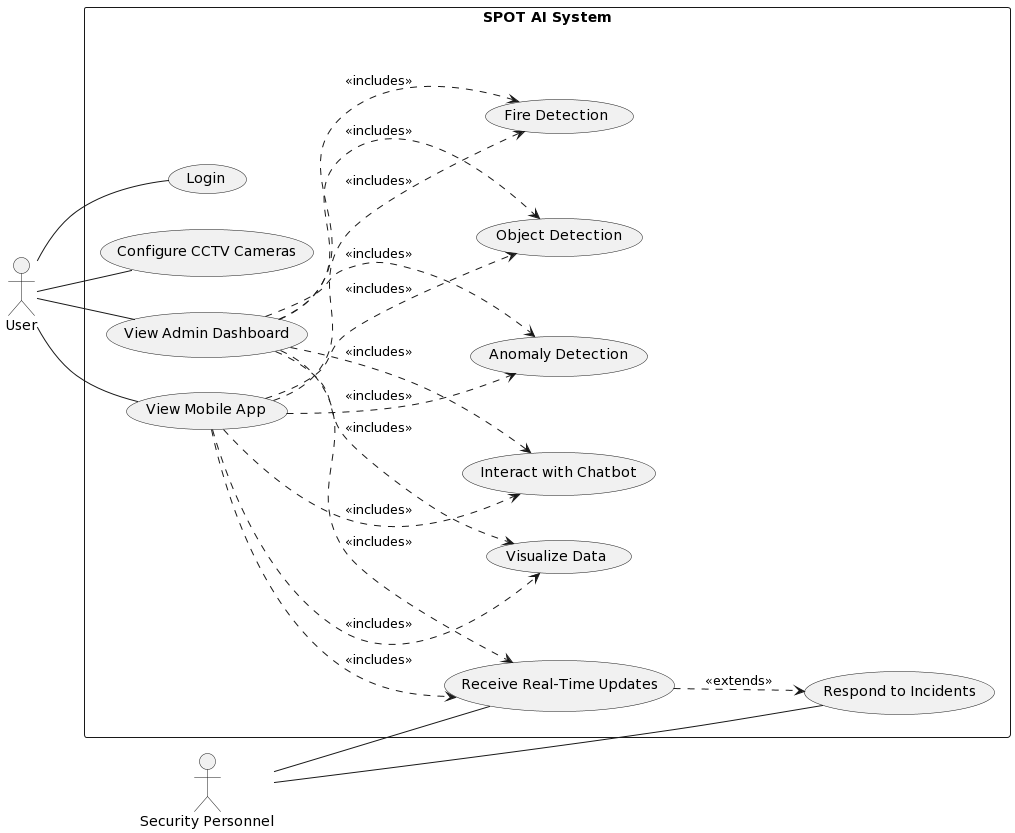 SPOT AI System
«includes»
Fire Detection
«includes»
Login
«includes»
Object Detection
Configure CCTV Cameras
«includes»
«includes»
User
View Admin Dashboard
«includes»
Anomaly Detection
«includes»
View Mobile App
«includes»
Interact with Chatbot
«includes»
«includes»
Visualize Data
«includes»
«includes»
Receive Real-Time Updates
«extends»
Respond to Incidents
Security Personnel